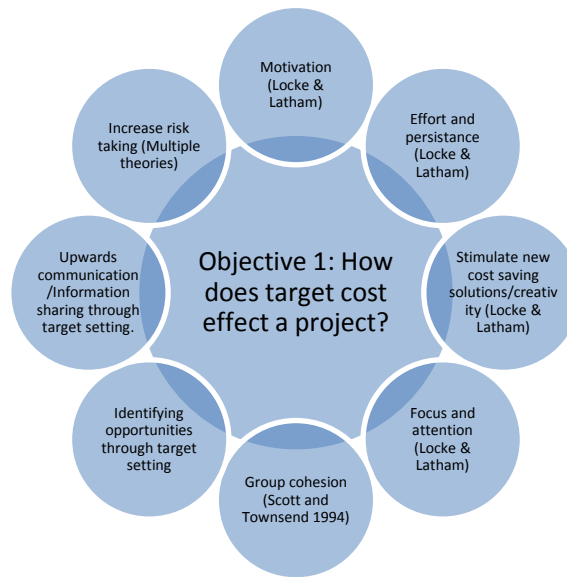 Motivation
(Locke &
Latham)
Effort and
persistance
(Locke &
Latham)
Stimulate new
cost saving
solutions/creativ
ity (Locke &
Latham)
Focus and
attention
(Locke &
Latham)
Group cohesion
(Scott and
Townsend 1994)
Identifying
opportunities
through target
setting
Upwards
communication
/Information
sharing through
target setting.
Increase risk
taking (Multiple
theories)
Objective 1: How
does target cost
effect a project?